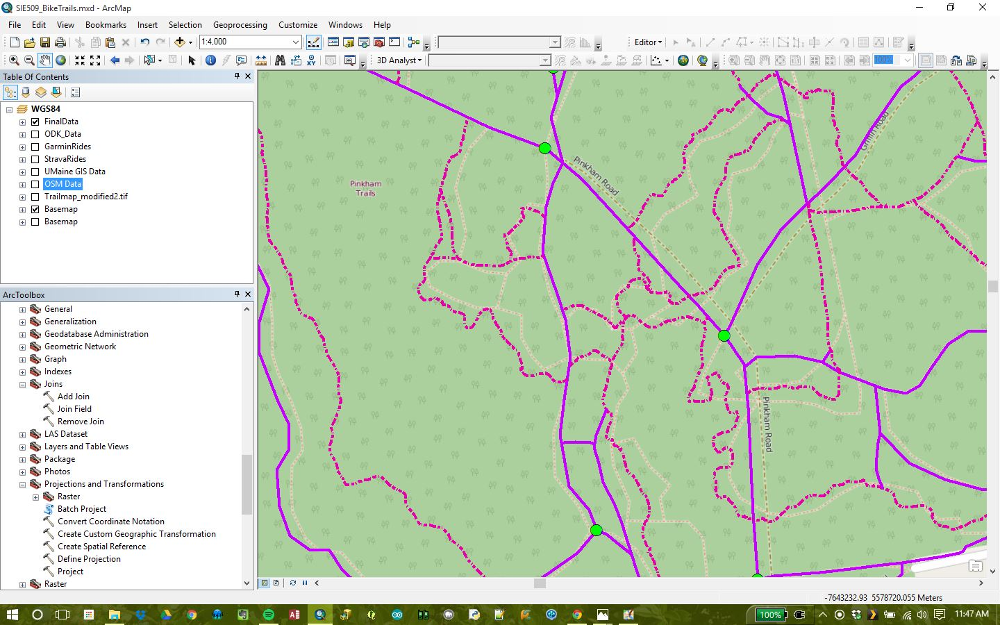 SIE509_BikeTrails.mxd - ArcMap
File Edit View Bookmarks Insert Selection Geoprocessing Customize Windows Help
1:4,000
Editor
3D Analyst
100%
Table Of Contents
WGS84
FinalData
ODK_Data
GarminRides
StravaRides
UMaine GIS Data
OSM Data
Trailmap_modified2.tif
Basemap
Basemap
ArcToolbox
General
Generalization
Geodatabase Administration
Geometric Network
Graph
Indexes
Joins
Add Join
Join Field
Remove Join
LAS Dataset
Layers and Table Views
Package
Photos
Projections and Transformations
Raster
Batch Project
Convert Coordinate Notation
Create Custom Geographic Transformation
Create Spatial Reference
Define Projection
Project
Raster
Pinkham
Trails
Pinkham Road
Pinkham Road
-7643232.93 5578720.055 Meters
100%
11:47 AM